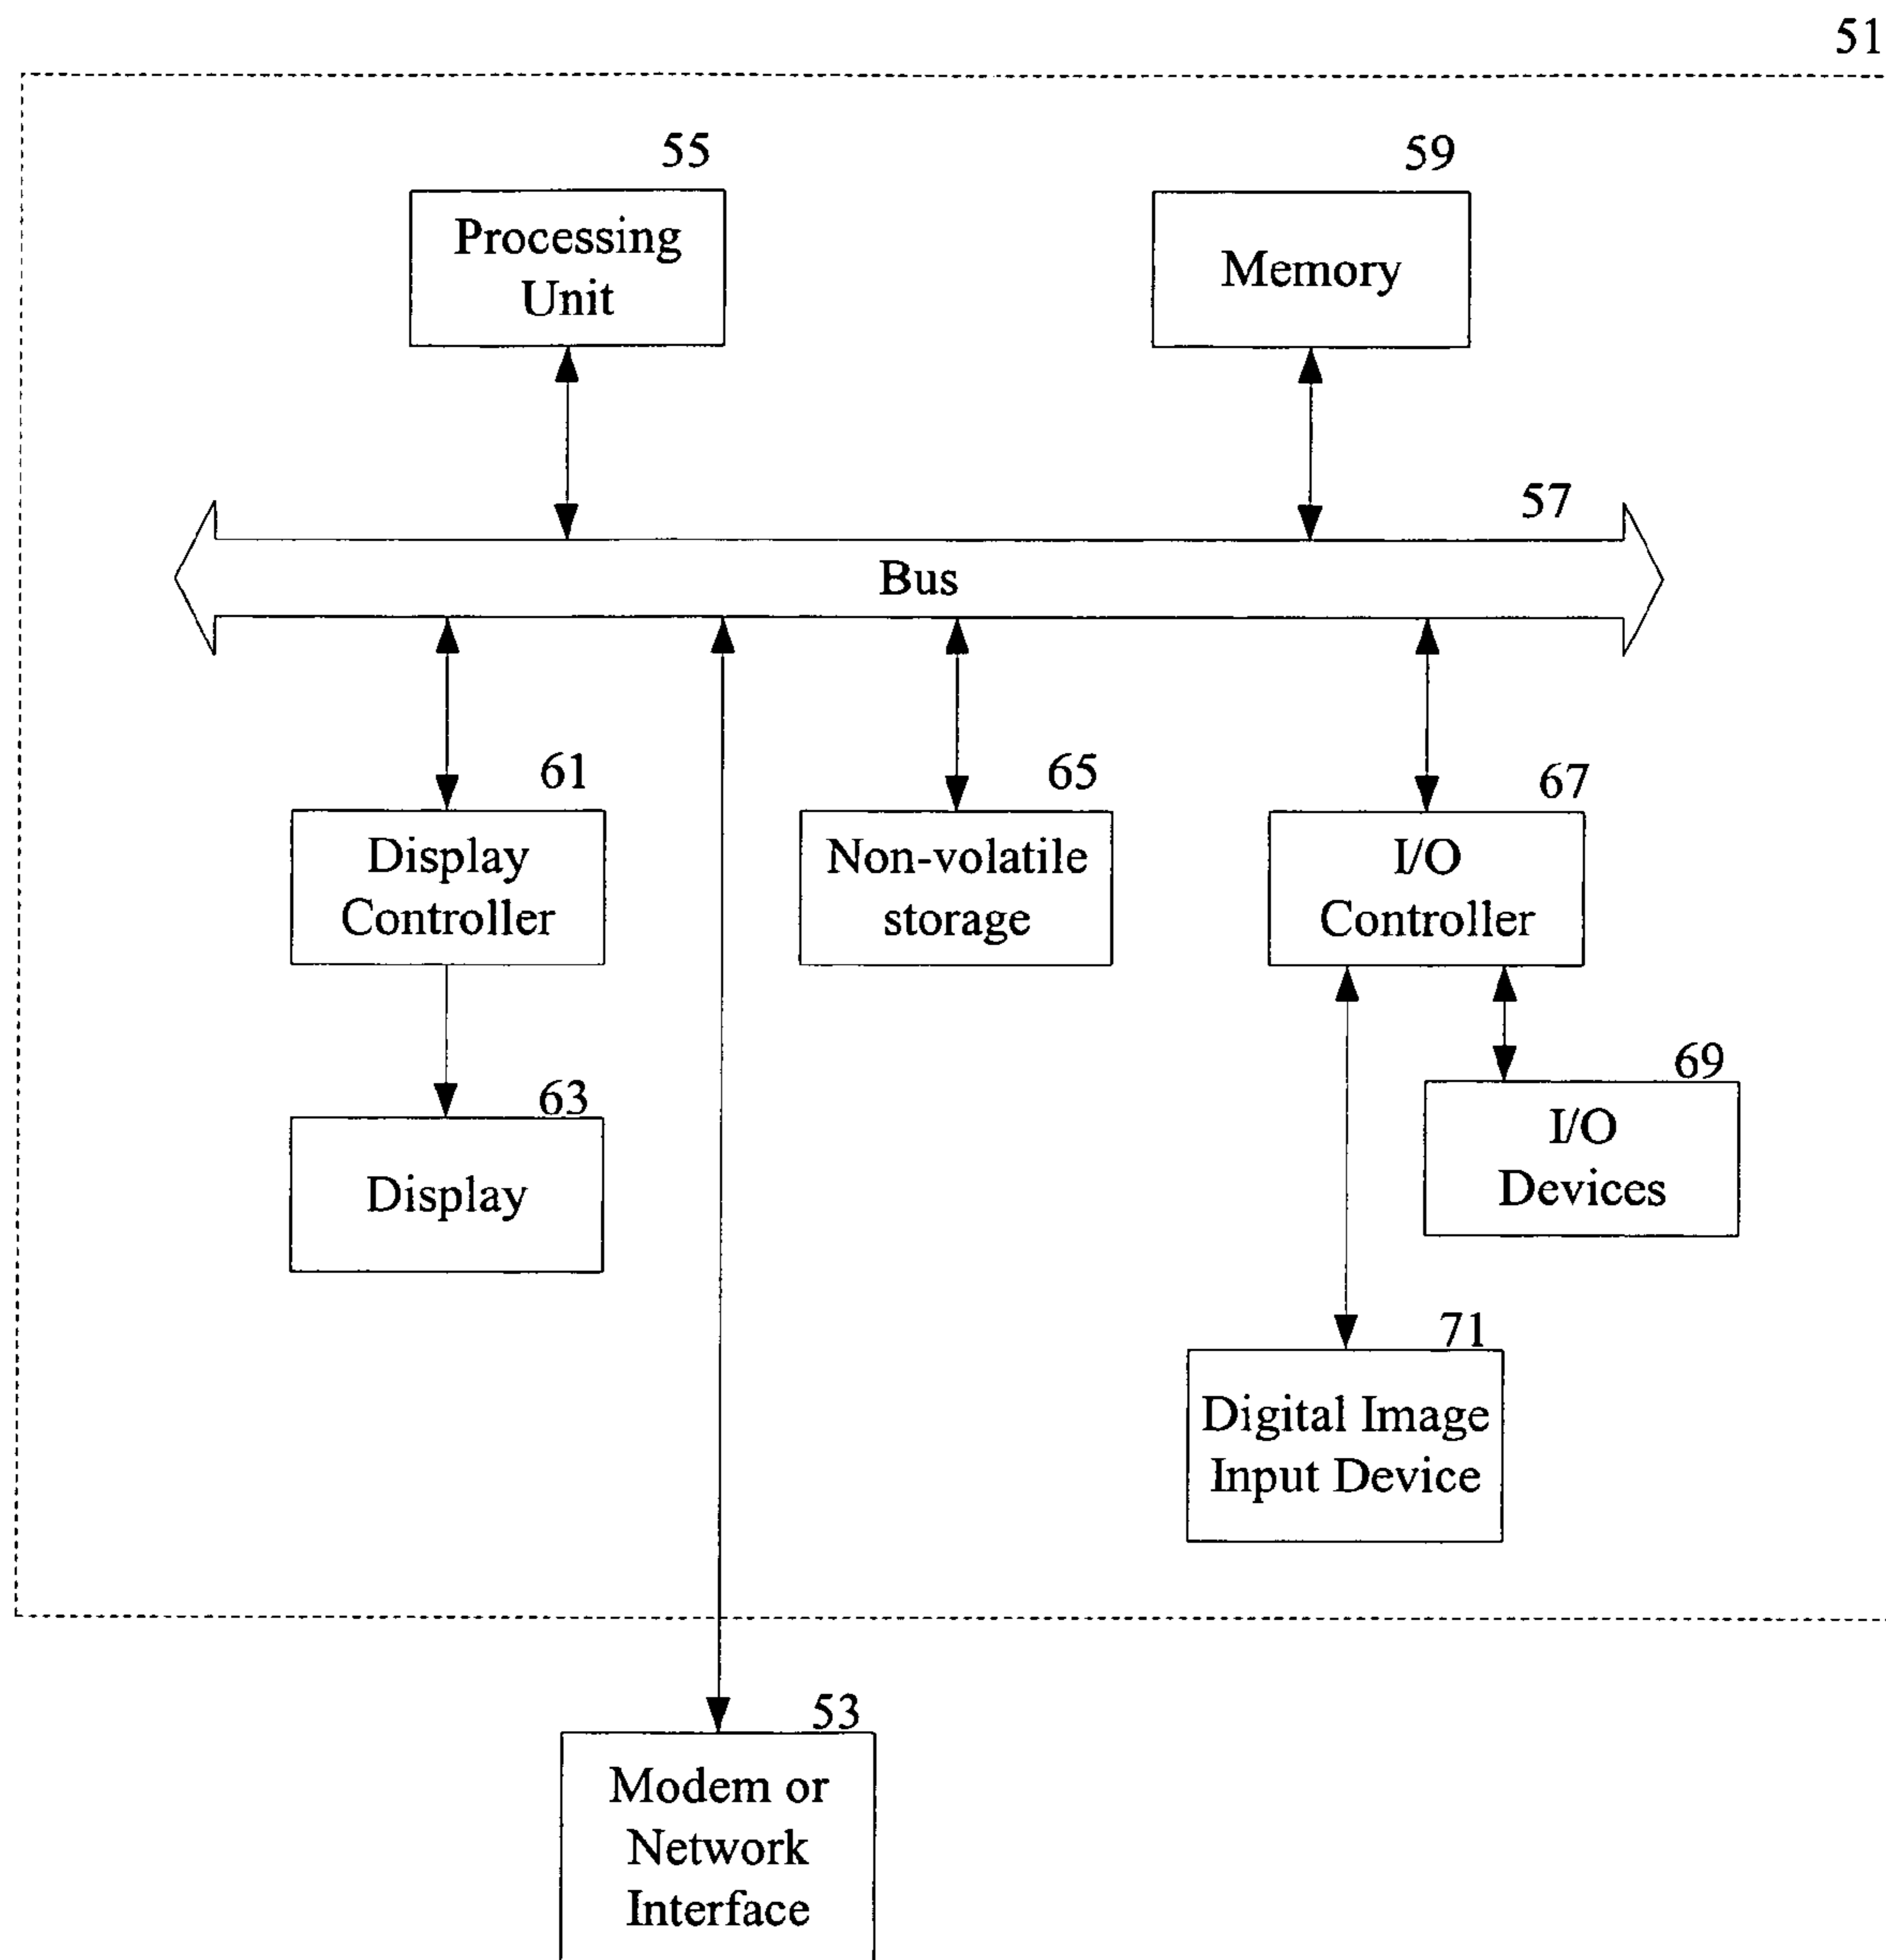 51
55
59
Processing
Unit
Memory
57
Bus
61
65
67
Display
Controller
Non-volatile
storage
I/O
Controller
63
69
Display
I/O
Devices
71
Digital Image
Input Device
53
Modem or
Network
Interface